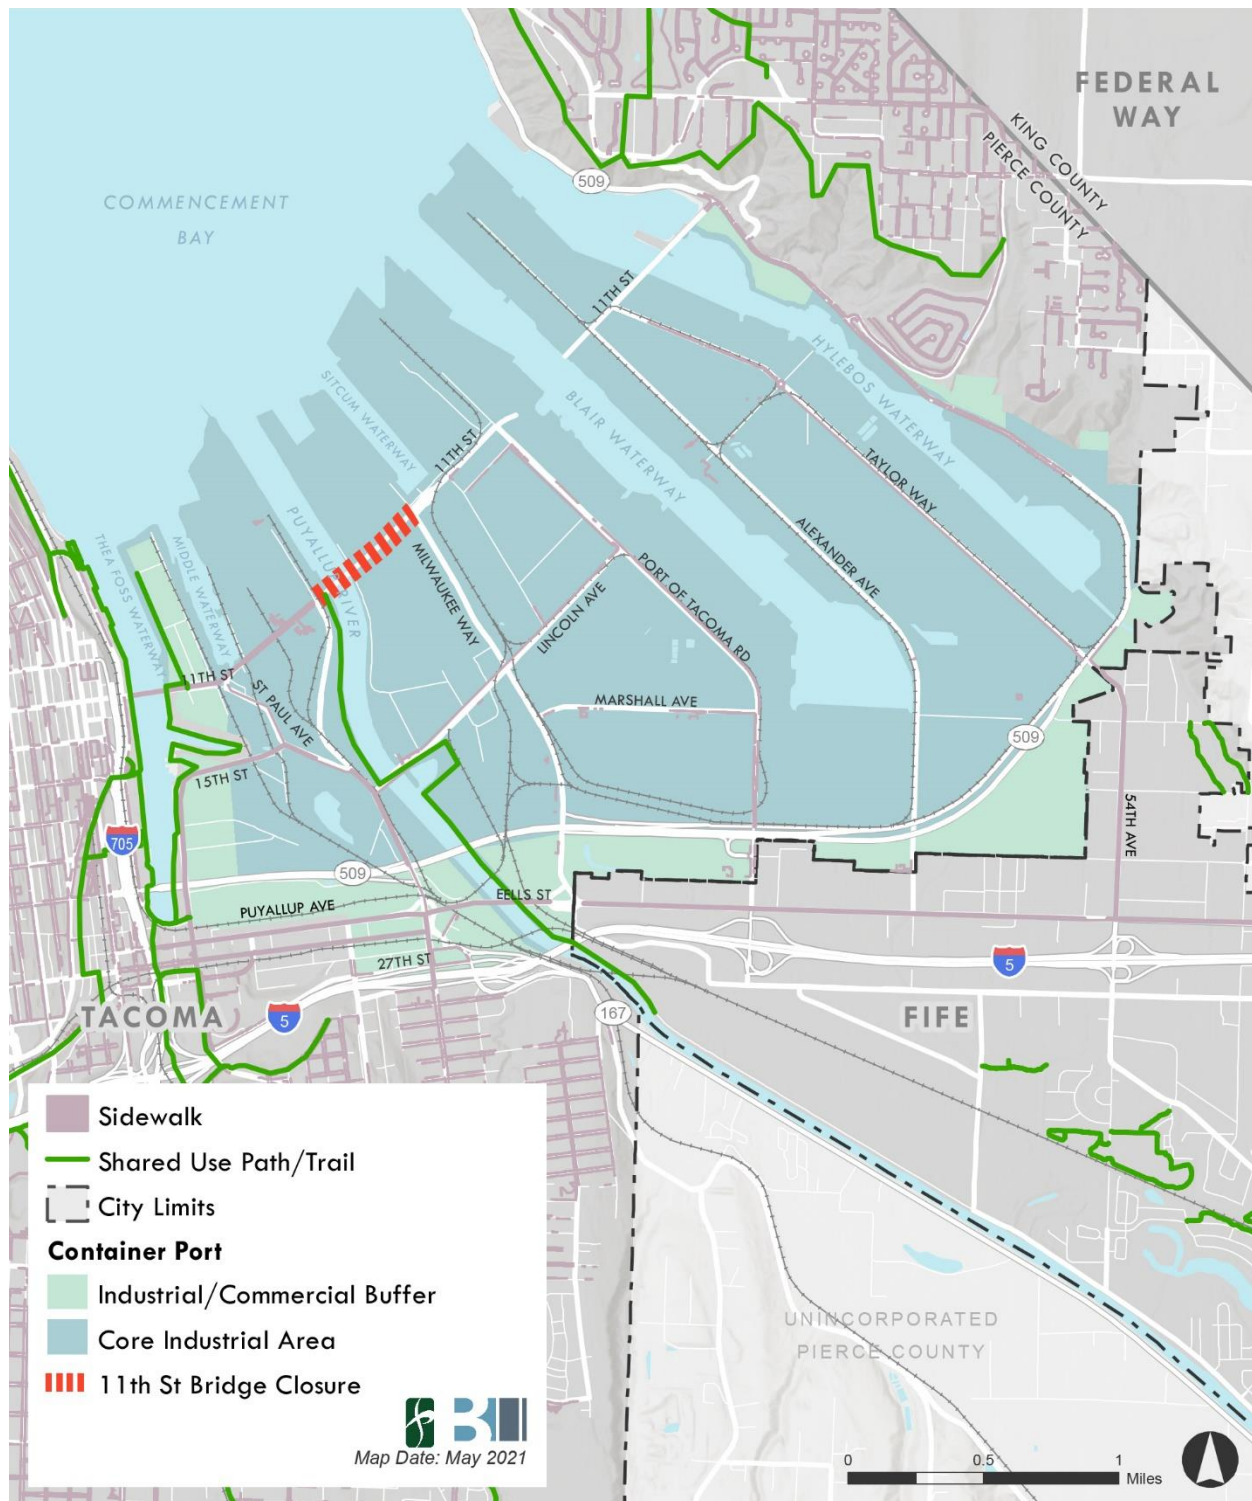 FEDERAL
WAY
KING COUNTY
PIERCE COUNTY
509
COMMENCEMENT
BAY
11TH ST
HYLEBOS WATERWAY
SITCUM WATERWAY
BLAIR WATERWAY
11TH ST
TAYLOR WAY
PUYALLUP RIVER
THEA FOSS WATERWAY
MIDDLE WATERWAY
MILWAUKEE WAY
LINCOLN AVE
PORT OF TACOMA RD
ALEXANDER AVE
11TH ST
ST PAUL AVE
MARSHALL AVE
509
15TH ST
54TH AVE
705
509
EELLS ST
PUYALLUP AVE
27TH ST
5
TACOMA
5
167
FIFE
Sidewalk
Shared Use Path/Trail
City Limits
Container Port
Industrial/Commercial Buffer
Core Industrial Area
11th St Bridge Closure
UNINCORPORATED
PIERCE COUNTY
Map Date: May 2021
0 0.5 1
Miles